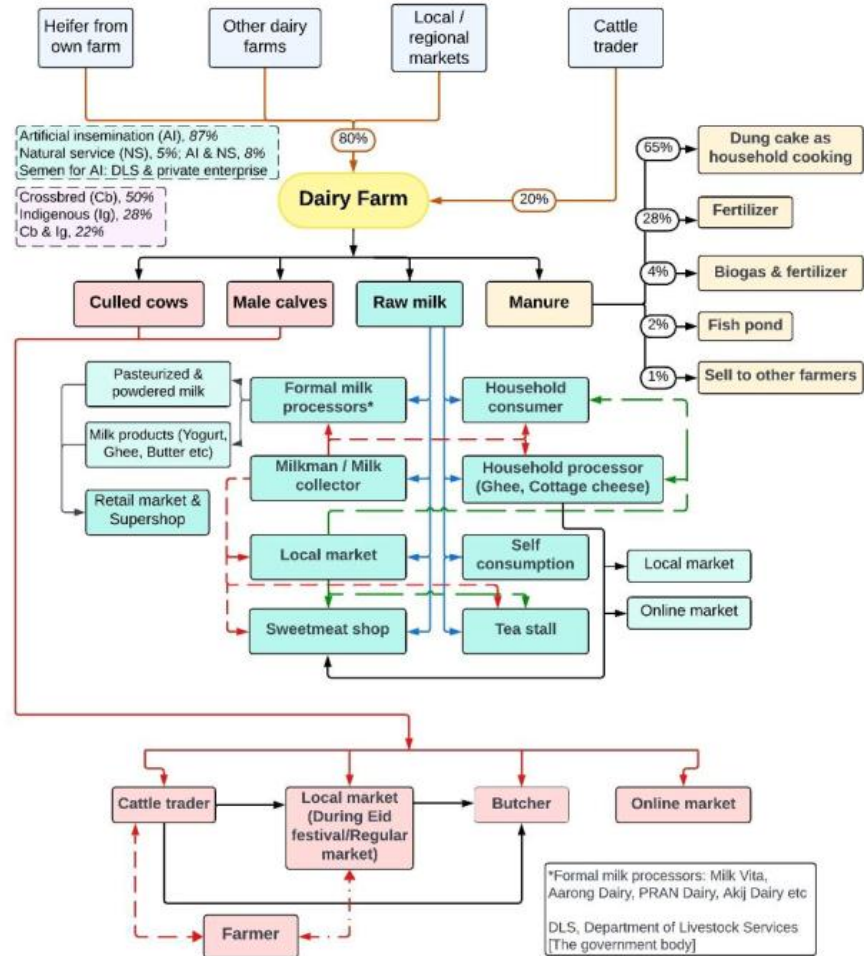 Heifer from
own farm
Other dairy
farms
Local /
regional
markets
Cattle
trader
Artificial insemination (AI), 87%
Natural service (NS), 5%; AI & NS, 8%
Semen for AI: DLS & private enterprise
80%
Crossbred (Cb), 50%
Indigenous (Ig), 28%
Cb & Ig, 22%
Dairy Farm
20%
65%
Dung cake as
household cooking
28%
Fertilizer
4%
Biogas & fertilizer
2%
Fish pond
1%
Sell to other farmers
Culled cows
Male calves
Raw milk
Manure
Pasteurized &
powdered milk
Formal milk
processors*
Household
consumer
Milk products (Yogurt,
Ghee, Butter etc)
Milkman / Milk
collector
Household processor
(Ghee, Cottage cheese)
Retail market &
Supershop
Local market
Self
consumption
Local market
Sweetmeat shop
Tea stall
Online market
Cattle trader
Local market
(During Eid
festival/Regular
market)
Butcher
Online market
Farmer
*Formal milk processors: Milk Vita,
Aarong Dairy, PRAN Dairy, Akij Dairy etc
DLS, Department of Livestock Services
[The government body]